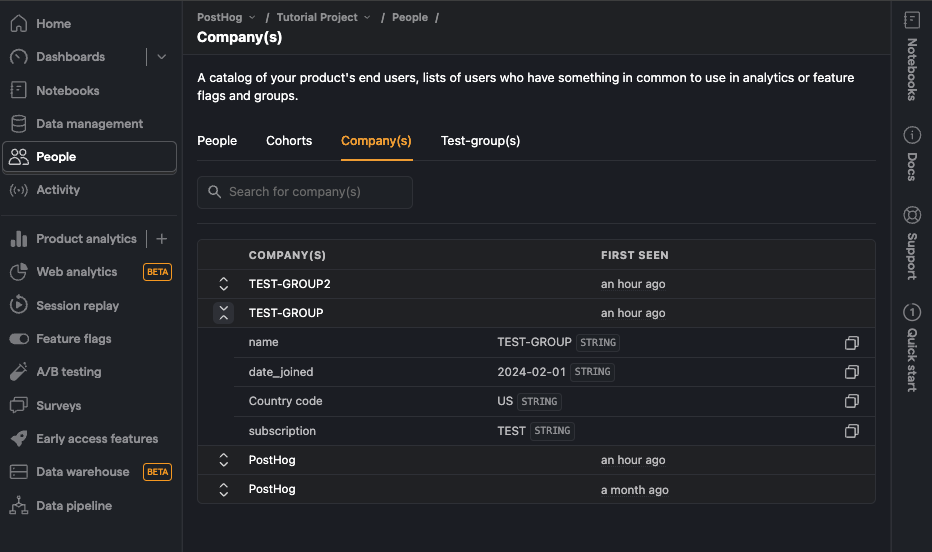 Home
Dashboards
Notebooks
Data management
People
Activity
Product analytics
Web analytics BETA
Session replay
Feature flags
A/B testing
Surveys
Early access features
Data warehouse BETA
Data pipeline
PostHog / Tutorial Project / People /
Company(s)
A catalog of your product's end users, lists of users who have something in common to use in analytics or feature
flags and groups.
People Cohorts Company(s) Test-group(s)
Search for company(s)
COMPANY(S) FIRST SEEN
TEST-GROUP2 an hour ago
TEST-GROUP an hour ago
name TEST-GROUP STRING
date_joined 2024-02-01 STRING
Country code US STRING
subscription TEST STRING
PostHog an hour ago
PostHog a month ago
Notebooks
Docs
Support
1
Quick start